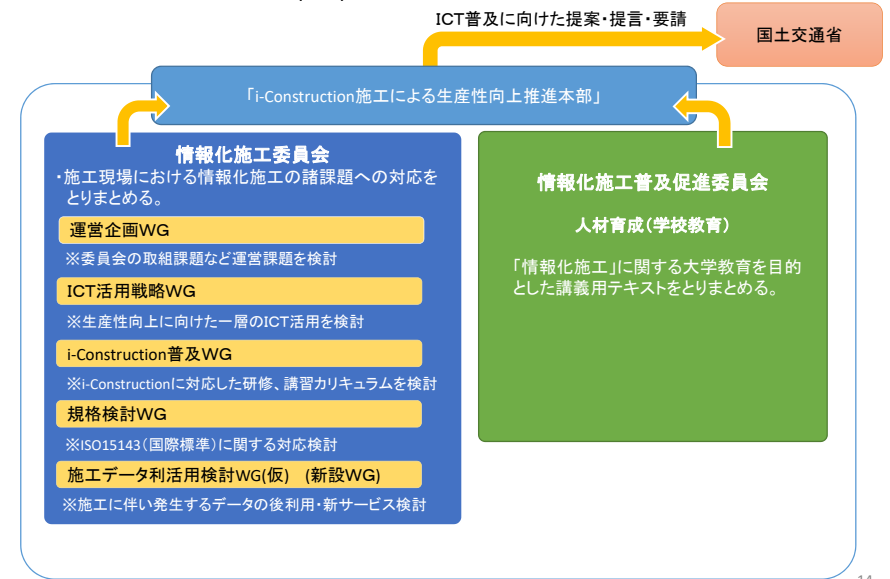 ICT普及に向けた提案・提言・要請
国土交通省
「i-Construction施工による生産性向上推進本部」
情報化施工委員会
・施工現場における情報化施工の諸課題への対応を
とりまとめる。
運営企画WG
※委員会の取組課題など運営課題を検討
ICT活用戦略WG
※生産性向上に向けた一層のICT活用を検討
i-Construction普及WG
※i-Constructionに対応した研修、講習カリキュラムを検討
規格検討WG
※ISO15143（国際標準）に関する対応検討
施工データ利活用検討WG(仮)　(新設WG)
※施工に伴い発生するデータの後利用・新サービス検討
情報化施工普及促進委員会
人材育成（学校教育）
「情報化施工」に関する大学教育を目的
とした講義用テキストをとりまとめる。